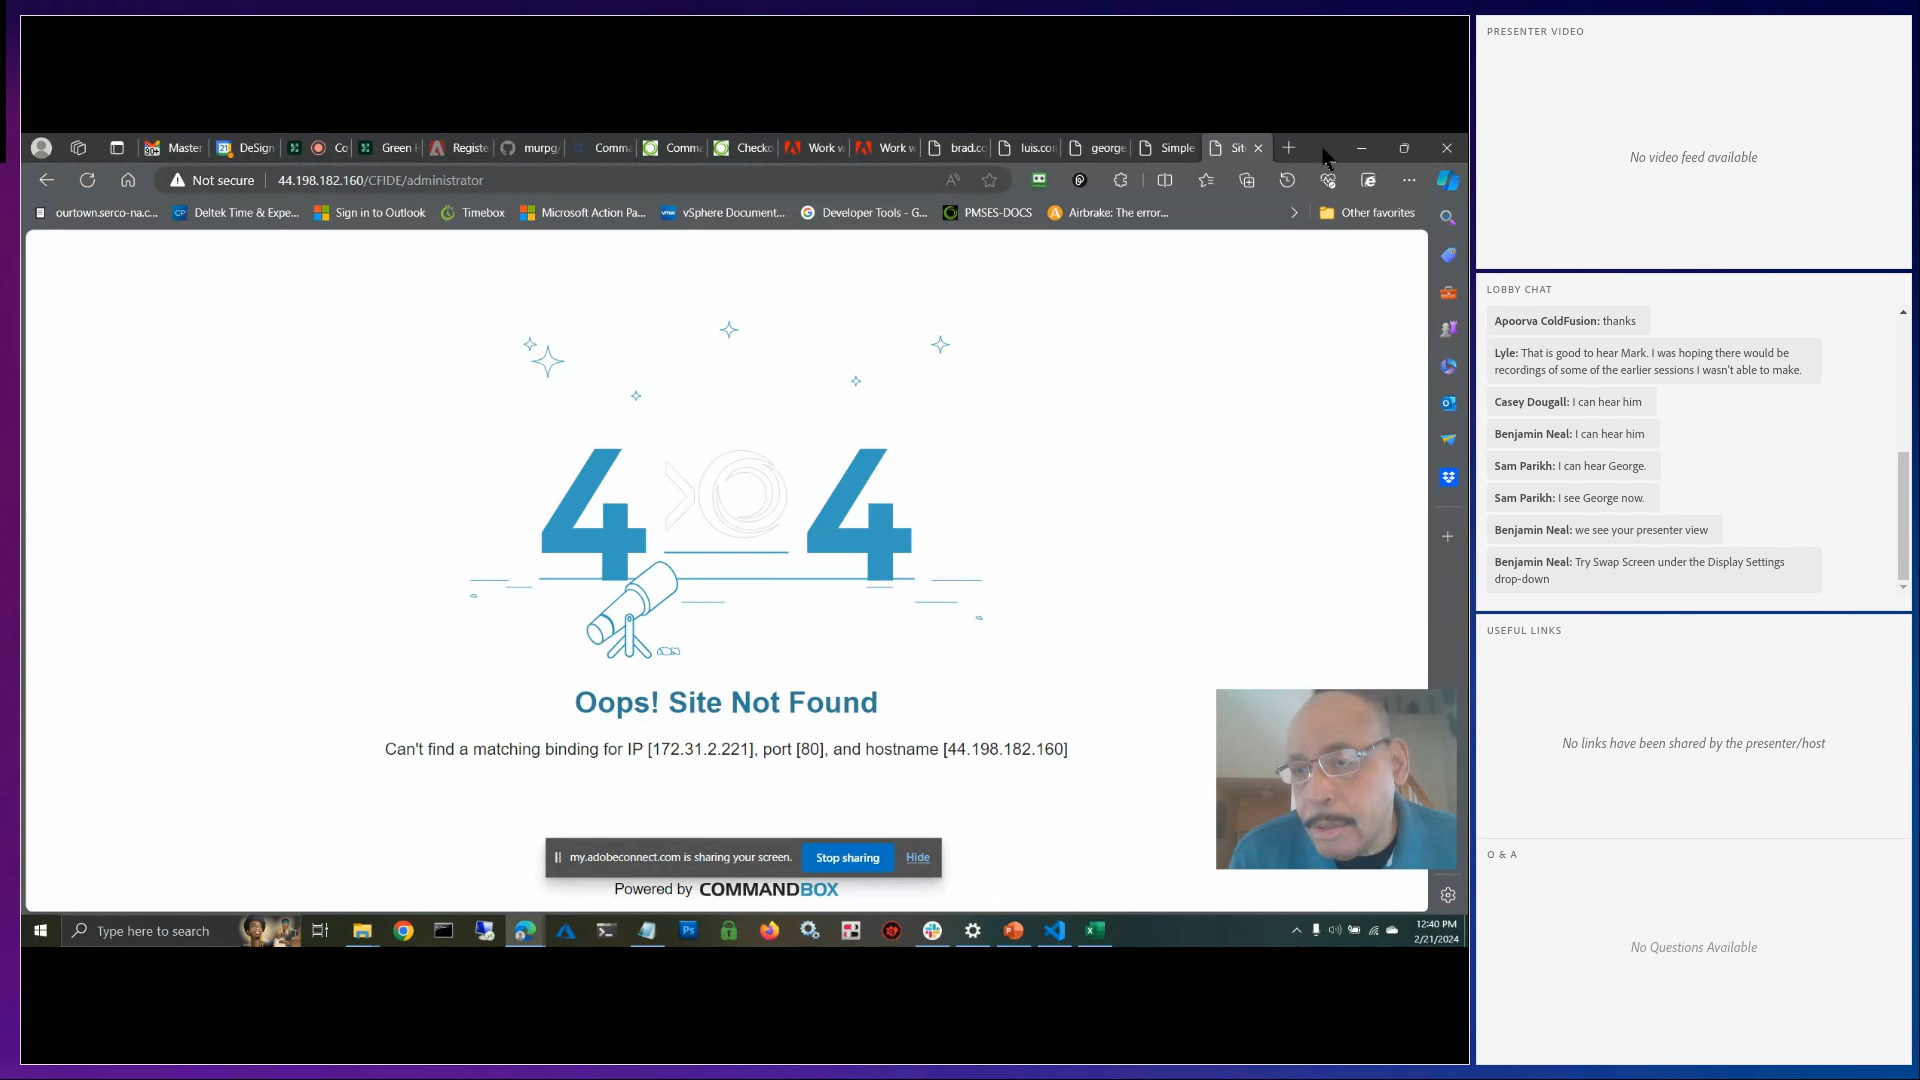 Master
DeSign
Co
Green
Registe
murpg
Comma
Comma
Checko
Work w
Work w
brad.cc
luis.con
george
Simple
Sit
Not secure
44.198.182.160/CFIDE/administrator
ourtown.serco-na.c...
Deltek Time & Expe...
Sign in to Outlook
Timebox
Microsoft Action Pa...
vSphere Document...
Developer Tools - G...
PMSES-DOCS
Airbrake: The error...
Other favorites
4 4
Oops! Site Not Found
Can't find a matching binding for IP [172.31.2.221], port [80], and hostname [44.198.182.160]
my.adobeconnect.com is sharing your screen.
Stop sharing
Hide
Powered by COMMANDBOX
Type here to search
12:40 PM
2/21/2024
PRESENTER VIDEO
No video feed available
LOBBY CHAT
Apoorva ColdFusion: thanks
Lyle: That is good to hear Mark. I was hoping there would be
recordings of some of the earlier sessions I wasn't able to make.
Casey Dougall: I can hear him
Benjamin Neal: I can hear him
Sam Parikh: I can hear George.
Sam Parikh: I see George now.
Benjamin Neal: we see your presenter view
Benjamin Neal: Try Swap Screen under the Display Settings
drop-down
USEFUL LINKS
No links have been shared by the presenter/host
Q & A
No Questions Available